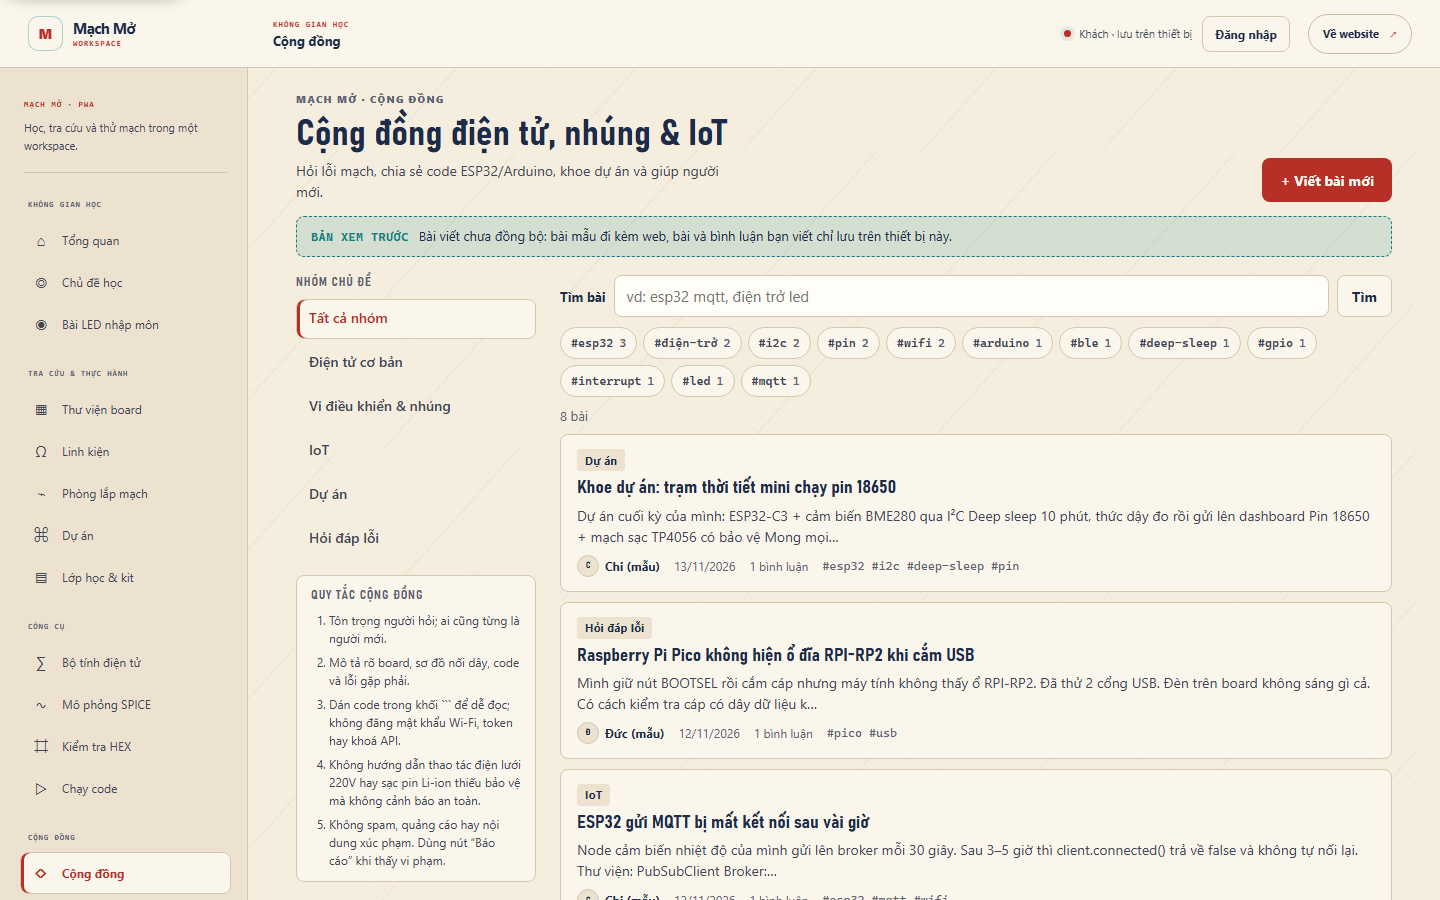 M
Mạch Mở
WORKSPACE
KHÔNG GIAN HỌC
Cộng đồng
Khách · lưu trên thiết bị
Đăng nhập
Về website ↗
MẠCH MỞ · PWA
Học, tra cứu và thử mạch trong một
workspace.
KHÔNG GIAN HỌC
Tổng quan
Chủ đề học
Bài LED nhập môn
TRA CỨU & THỰC HÀNH
Thư viện board
Linh kiện
Phòng lắp mạch
Dự án
Lớp học & kit
CÔNG CỤ
Bộ tính điện tử
Mô phỏng SPICE
Kiểm tra HEX
Chạy code
CỘNG ĐỒNG
Cộng đồng
MẠCH MỞ · CỘNG ĐỒNG
Cộng đồng điện tử, nhúng & IoT
Hỏi lỗi mạch, chia sẻ code ESP32/Arduino, khoe dự án và giúp người
mới.
+ Viết bài mới
BẢN XEM TRƯỚC Bài viết chưa đồng bộ: bài mẫu đi kèm web, bài và bình luận bạn viết chỉ lưu trên thiết bị này.
NHÓM CHỦ ĐỀ
Tất cả nhóm
Điện tử cơ bản
Vi điều khiển & nhúng
IoT
Dự án
Hỏi đáp lỗi
QUY TẮC CỘNG ĐỒNG
1. Tôn trọng người hỏi; ai cũng từng là
người mới.
2. Mô tả rõ board, sơ đồ nối dây, code
và lỗi gặp phải.
3. Dán code trong khối ``` để dễ đọc;
không đăng mật khẩu Wi-Fi, token
hay khoá API.
4. Không hướng dẫn thao tác điện lưới
220V hay sạc pin Li-ion thiếu bảo vệ
mà không cảnh báo an toàn.
5. Không spam, quảng cáo hay nội
dung xúc phạm. Dùng nút “Báo
cáo” khi thấy vi phạm.
Tìm bài
vd: esp32 mqtt, điện trở led
Tìm
#esp32 3
#điện-trở 2
#i2c 2
#pin 2
#wifi 2
#arduino 1
#ble 1
#deep-sleep 1
#gpio 1
#interrupt 1
#led 1
#mqtt 1
8 bài
Dự án
Khoe dự án: trạm thời tiết mini chạy pin 18650
Dự án cuối kỳ của mình: ESP32-C3 + cảm biến BME280 qua I²C Deep sleep 10 phút, thức dậy đo rồi gửi lên dashboard Pin 18650
+ mạch sạc TP4056 có bảo vệ Mong mọi…
C Chi (mẫu) 13/11/2026 1 bình luận #esp32 #i2c #deep-sleep #pin
Hỏi đáp lỗi
Raspberry Pi Pico không hiện ổ đĩa RPI-RP2 khi cắm USB
Mình giữ nút BOOTSEL rồi cắm cáp nhưng máy tính không thấy ổ RPI-RP2. Đã thử 2 cổng USB. Đèn trên board không sáng gì cả.
Có cách kiểm tra cáp có dây dữ liệu k…
Đ Đức (mẫu) 12/11/2026 1 bình luận #pico #usb
IoT
ESP32 gửi MQTT bị mất kết nối sau vài giờ
Node cảm biến nhiệt độ của mình gửi lên broker mỗi 30 giây. Sau 3–5 giờ thì client.connected() trả về false và không tự nối lại.
Thư viện: PubSubClient Broker:…
C Chi (mẫu) 12/11/2026 1 bình luận #esp32 #mqtt #wifi